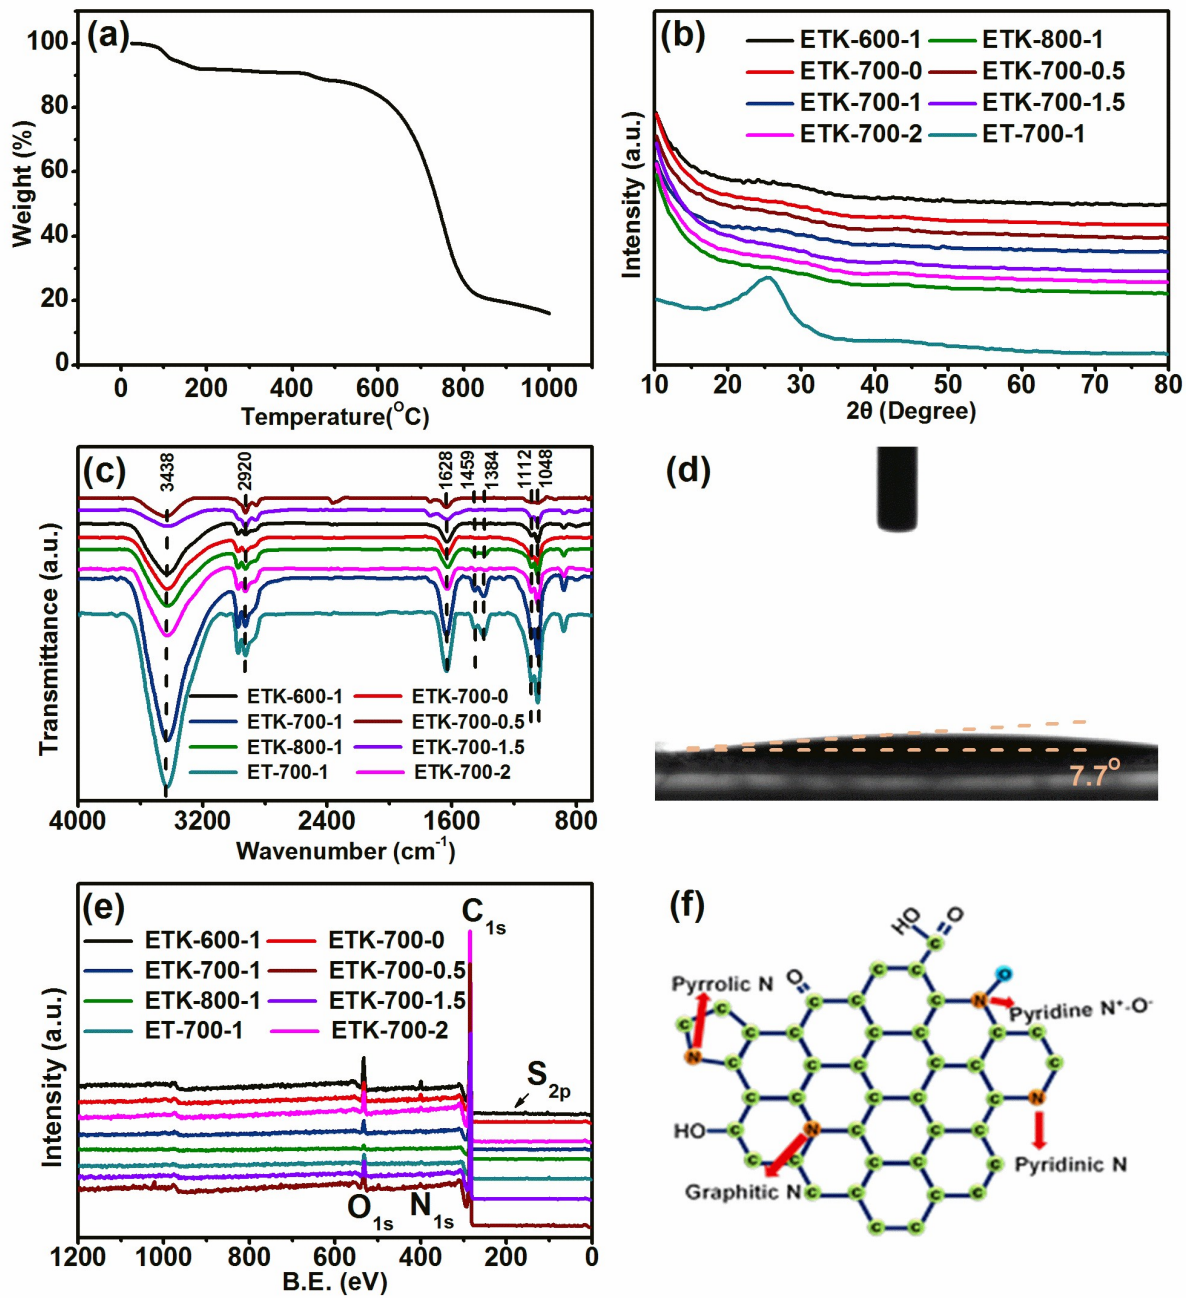 (a)
100
80
60
40
20
0
Weight (%)
0 200 400 600 800 1000
Temperature(°C)
(b)
ETK-600-1 ETK-800-1
ETK-700-0 ETK-700-0.5
ETK-700-1 ETK-700-1.5
ETK-700-2 ET-700-1
Intensity (a.u.)
10 20 30 40 50 60 70 80
2θ (Degree)
(c)
3438 2920 1628 1459 1384 1112 1048
Transmittance (a.u.)
ETK-600-1 ETK-700-0
ETK-700-1 ETK-700-0.5
ETK-800-1 ETK-700-1.5
ET-700-1 ETK-700-2
4000 3200 2400 1600 800
Wavenumber (cm⁻¹)
(d)
7.7°
(e)
C1s
ETK-600-1 ETK-700-0
ETK-700-1 ETK-700-0.5
ETK-800-1 ETK-700-1.5
ET-700-1 ETK-700-2
S2p
O1s N1s
Intensity (a.u.)
1200 1000 800 600 400 200 0
B.E. (eV)
(f)
HO O
C
C C
Pyrrolic N
O C C N O
Pyridine N⁺-O⁻
C C C C C C C
N C C C C C
C C C C N
HO C N C C C
Pyridinic N
C C C C C C
Graphitic N
C C C C
C C